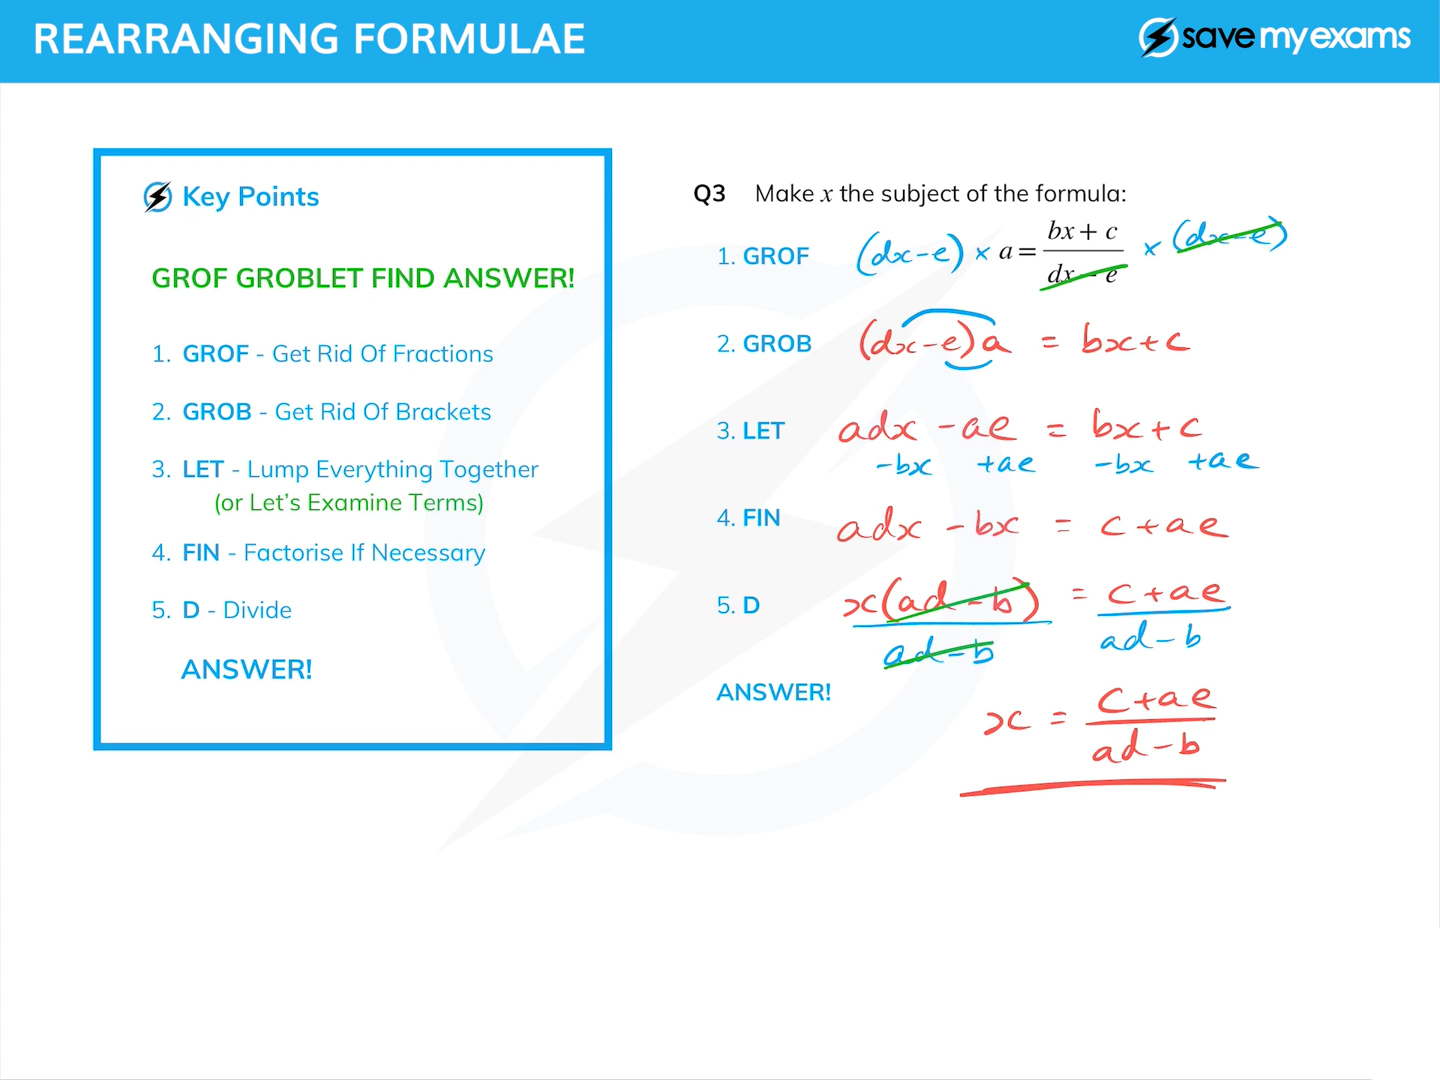 REARRANGING FORMULAE
save my exams
Key Points
GROF GROBLET FIND ANSWER!
1. GROF - Get Rid Of Fractions
2. GROB - Get Rid Of Brackets
3. LET - Lump Everything Together
(or Let's Examine Terms)
4. FIN - Factorise If Necessary
5. D - Divide
ANSWER!
Q3 Make x the subject of the formula:
1. GROF (dx-e) × a = (bx + c)/(dx - e) × (dx-e)
2. GROB (dx-e)a = bx+c
3. LET adx - ae = bx+c
-bx +ae -bx +ae
4. FIN adx - bx = c+ae
5. D x(ad-b)/(ad-b) = (c+ae)/(ad-b)
ANSWER! x = (c+ae)/(ad-b)